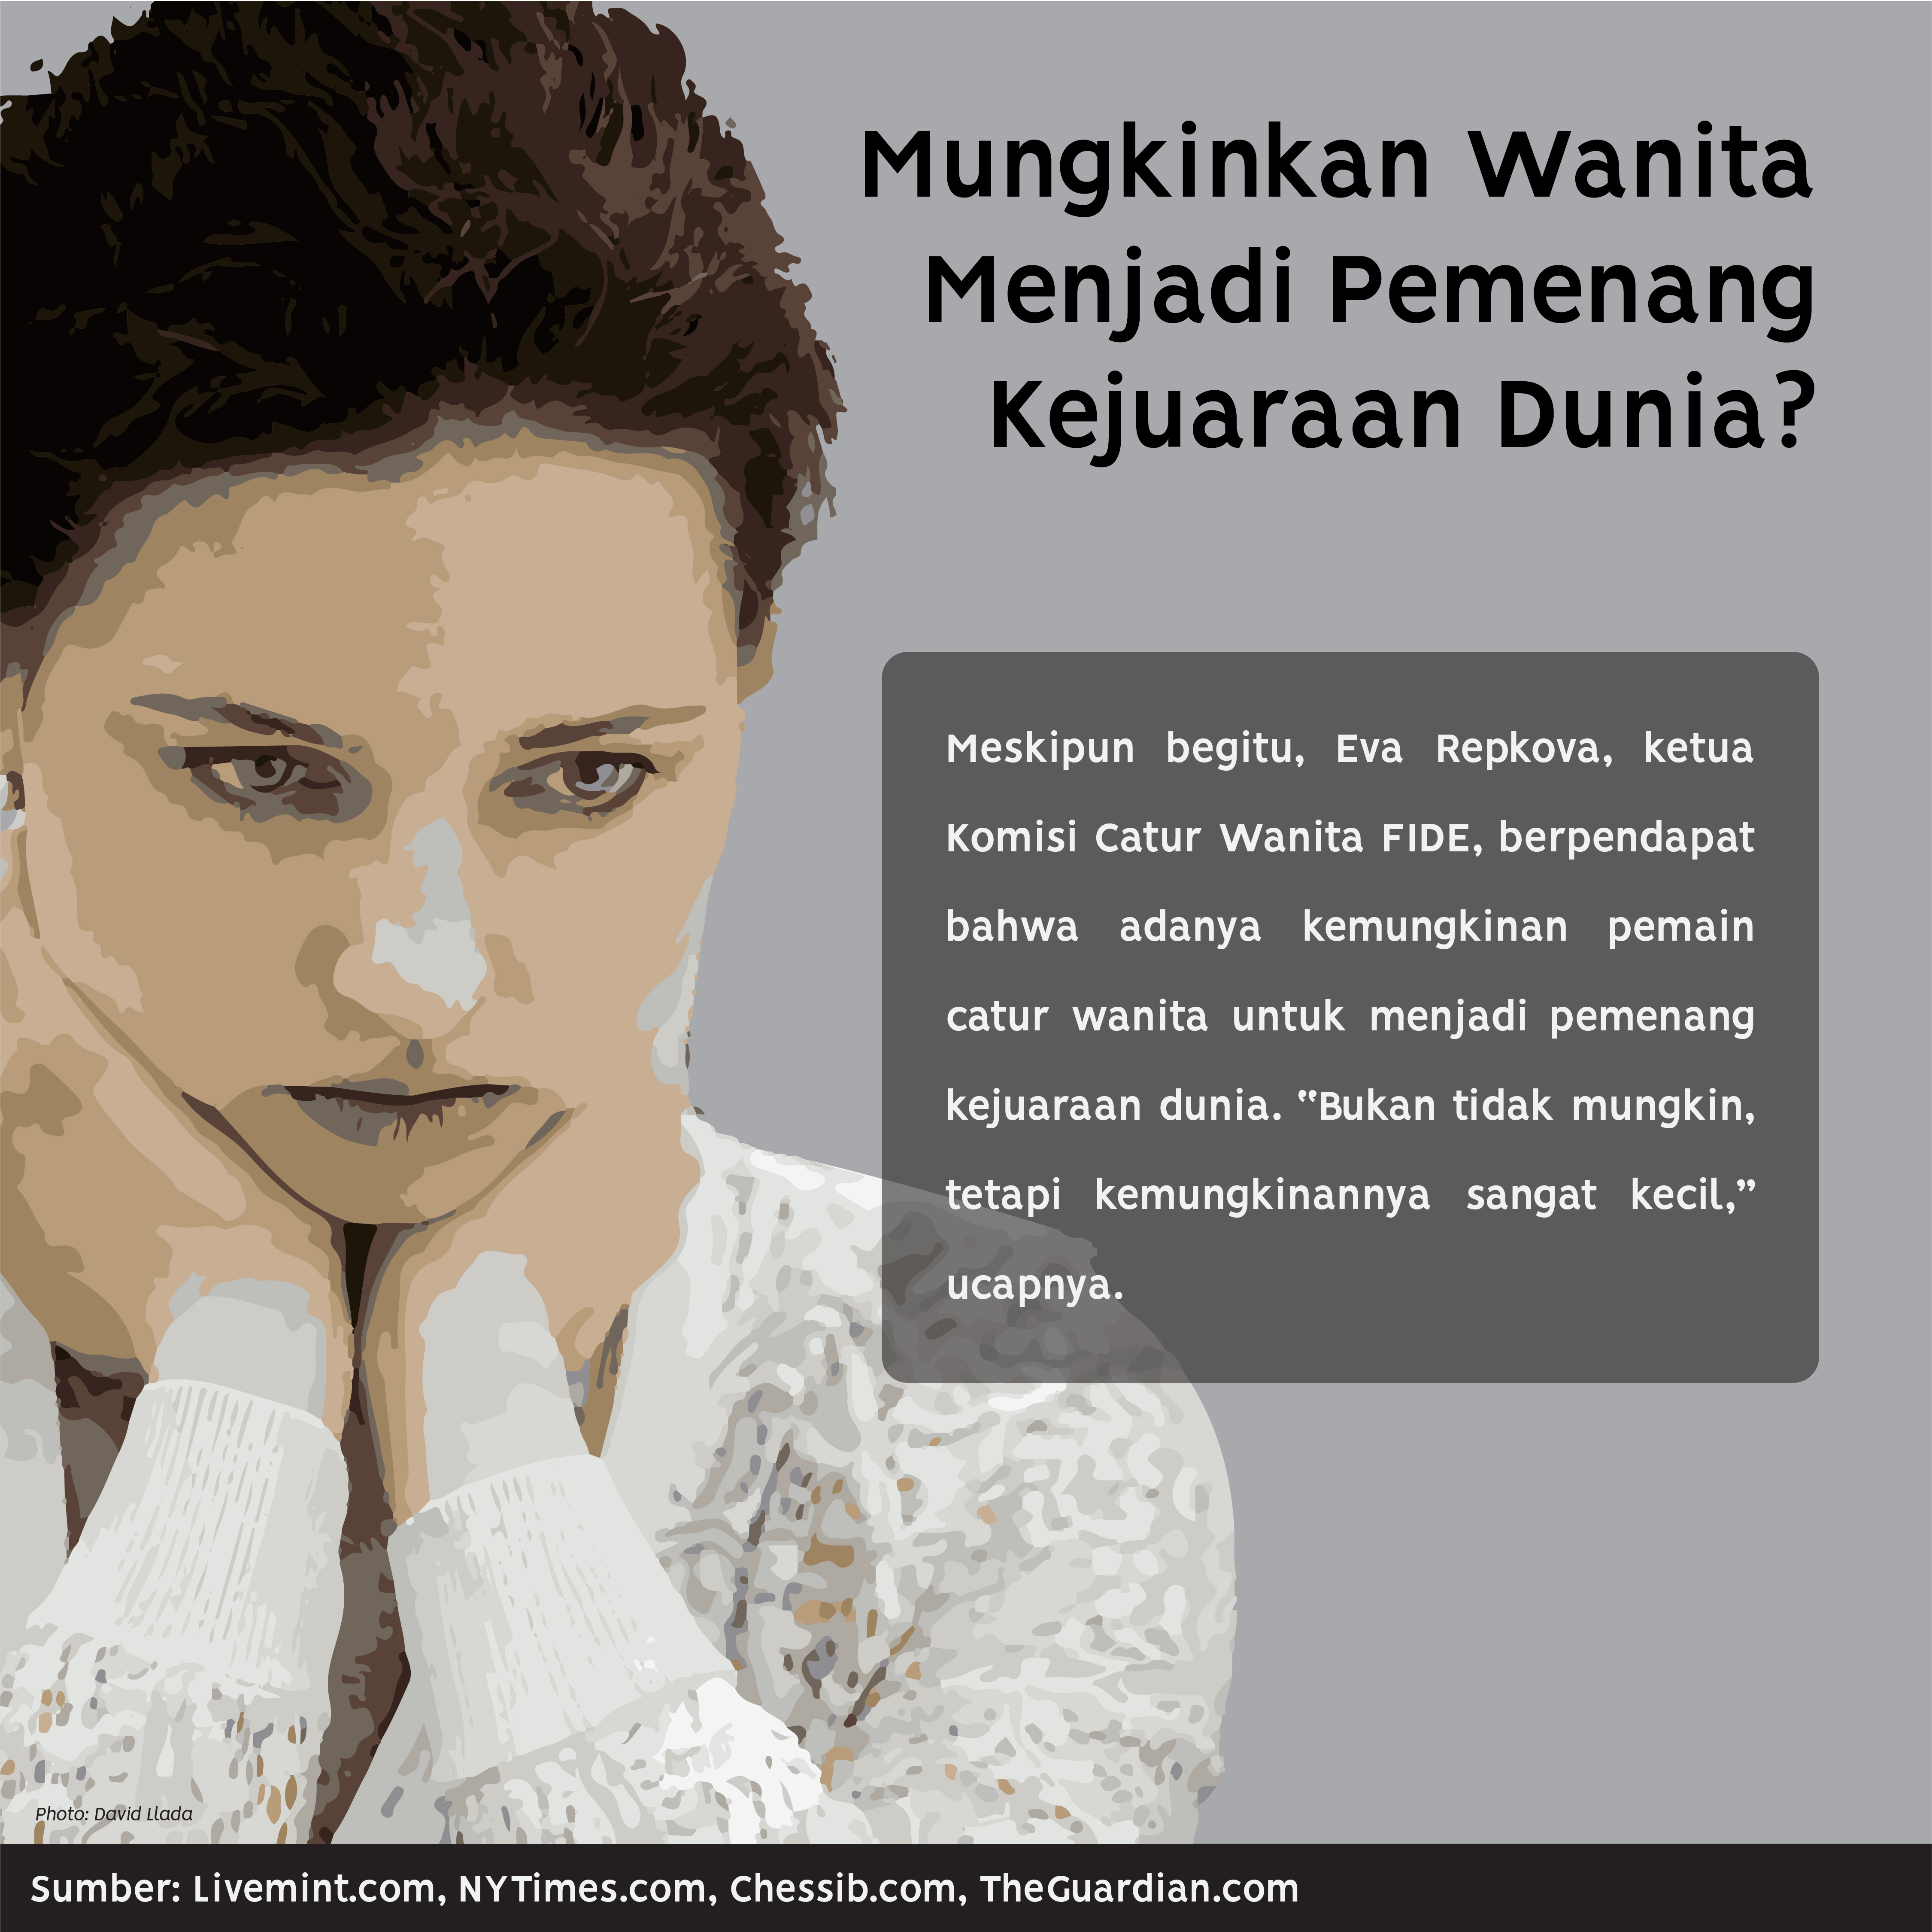 Mungkinkan Wanita
Menjadi Pemenang
Kejuaraan Dunia?
Meskipun begitu, Eva Repkova, ketua
Komisi Catur Wanita FIDE, berpendapat
bahwa adanya kemungkinan pemain
catur wanita untuk menjadi pemenang
kejuaraan dunia. “Bukan tidak mungkin,
tetapi kemungkinannya sangat kecil,”
ucapnya.
Photo: David Llada
Sumber: Livemint.com, NYTimes.com, Chessib.com, TheGuardian.com